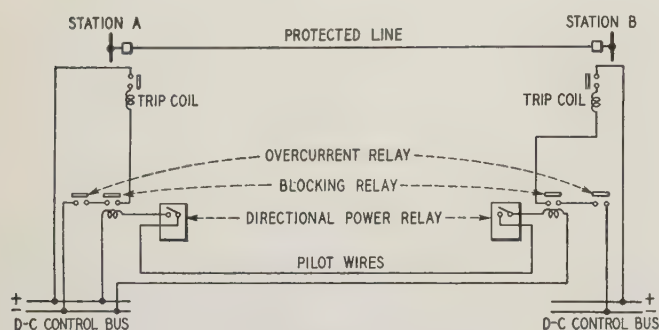 STATION A
STATION B
PROTECTED LINE
TRIP COIL
TRIP COIL
OVERCURRENT RELAY
BLOCKING RELAY
DIRECTIONAL POWER RELAY
PILOT WIRES
+
+
−
−
D-C CONTROL BUS
D-C CONTROL BUS